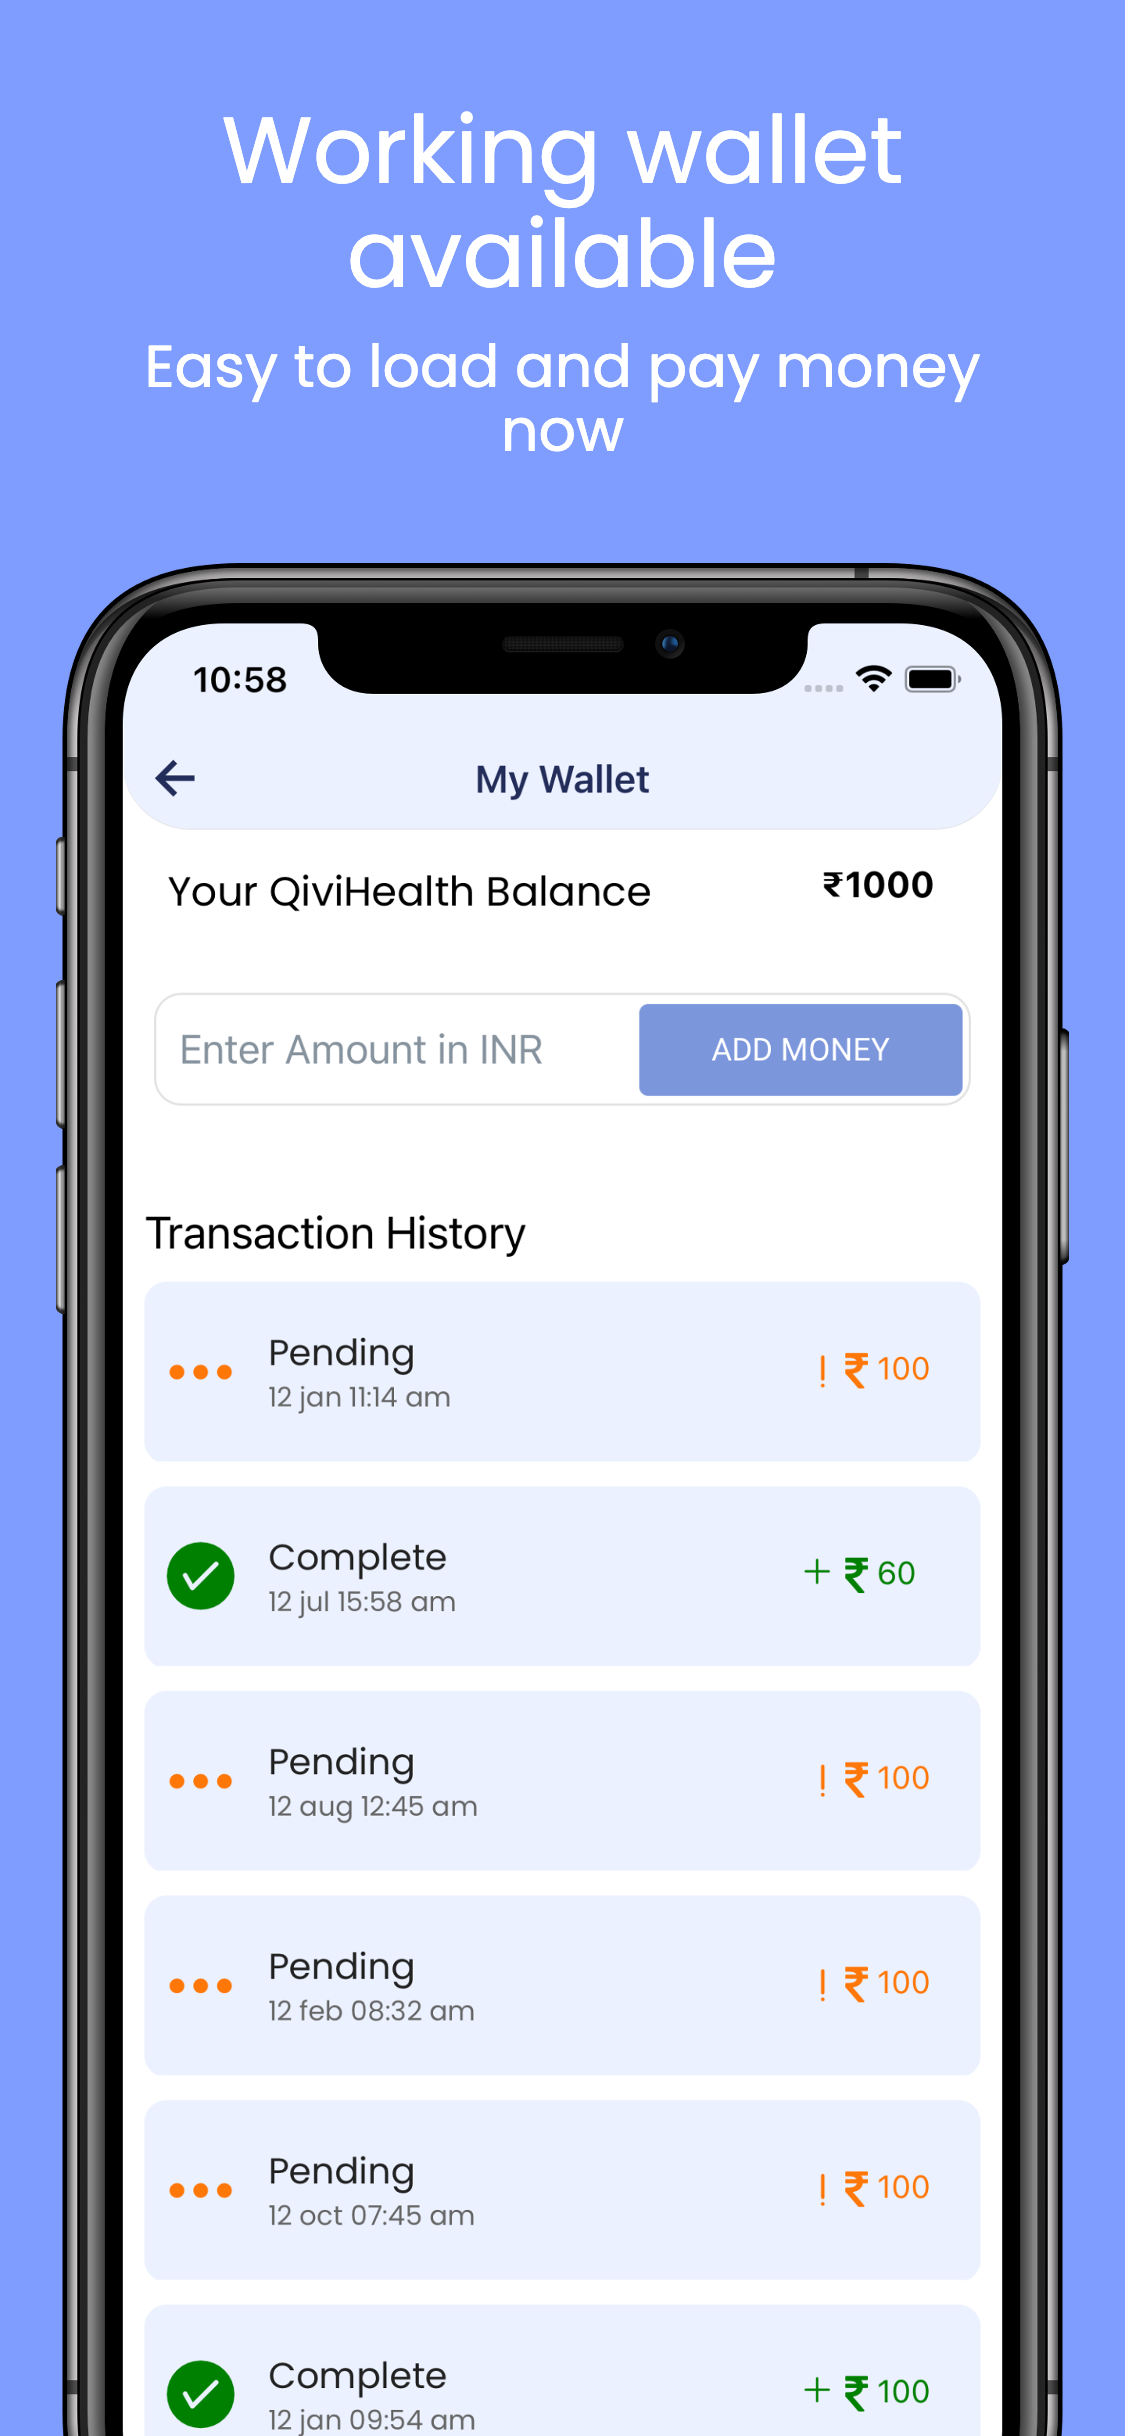 Working wallet
available
Easy to load and pay money
now
10:58
My Wallet
Your QiviHealth Balance ₹1000
Enter Amount in INR ADD MONEY
Transaction History
Pending
12 jan 11:14 am
! ₹ 100
Complete
12 jul 15:58 am
+ ₹ 60
Pending
12 aug 12:45 am
! ₹ 100
Pending
12 feb 08:32 am
! ₹ 100
Pending
12 oct 07:45 am
! ₹ 100
Complete
12 jan 09:54 am
+ ₹ 100